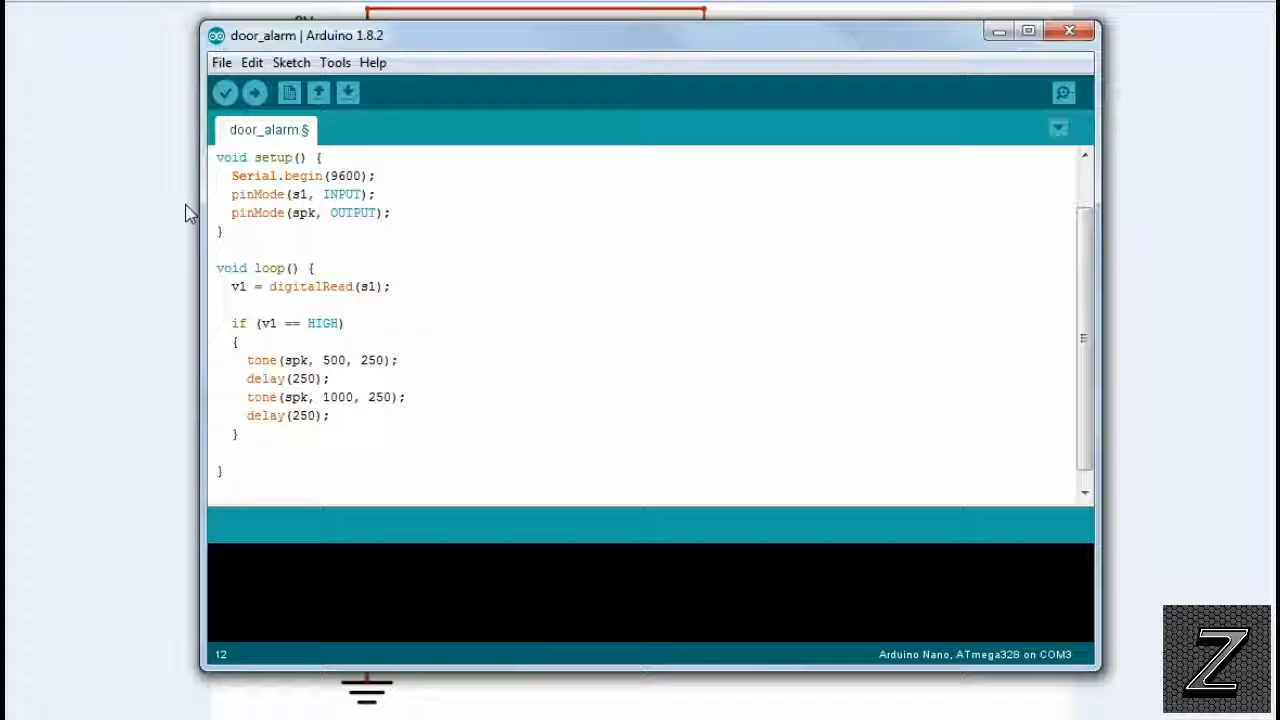 door_alarm | Arduino 1.8.2
File Edit Sketch Tools Help
door_alarm §
void setup() {
Serial.begin(9600);
pinMode(s1, INPUT);
pinMode(spk, OUTPUT);
}
void loop() {
v1 = digitalRead(s1);
if (v1 == HIGH)
{
tone(spk, 500, 250);
delay(250);
tone(spk, 1000, 250);
delay(250);
}
}
12
Arduino Nano, ATmega328 on COM3
Z